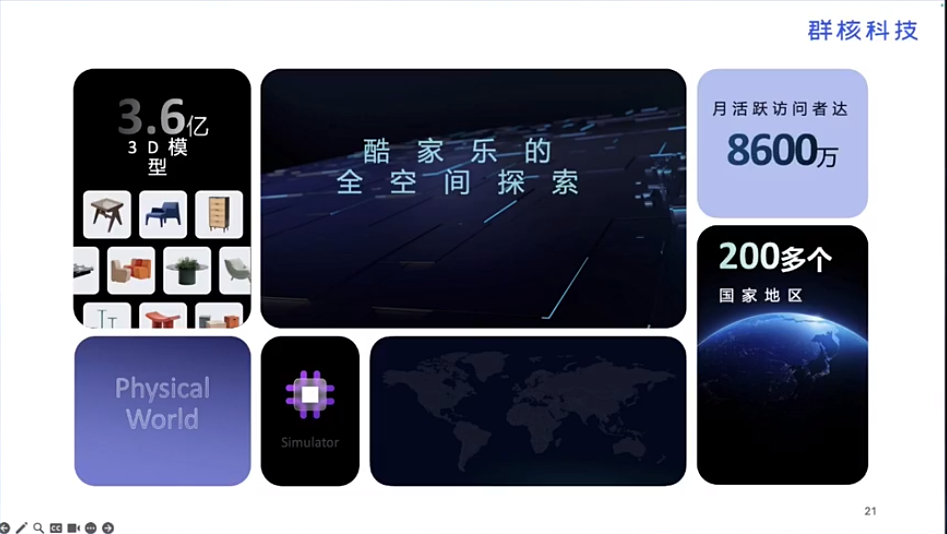 群核科技
3.6亿
3D模
型
酷家乐的
全空间探索
月活跃访问者达
8600万
200多个
国家地区
Physical
World
Simulator
21